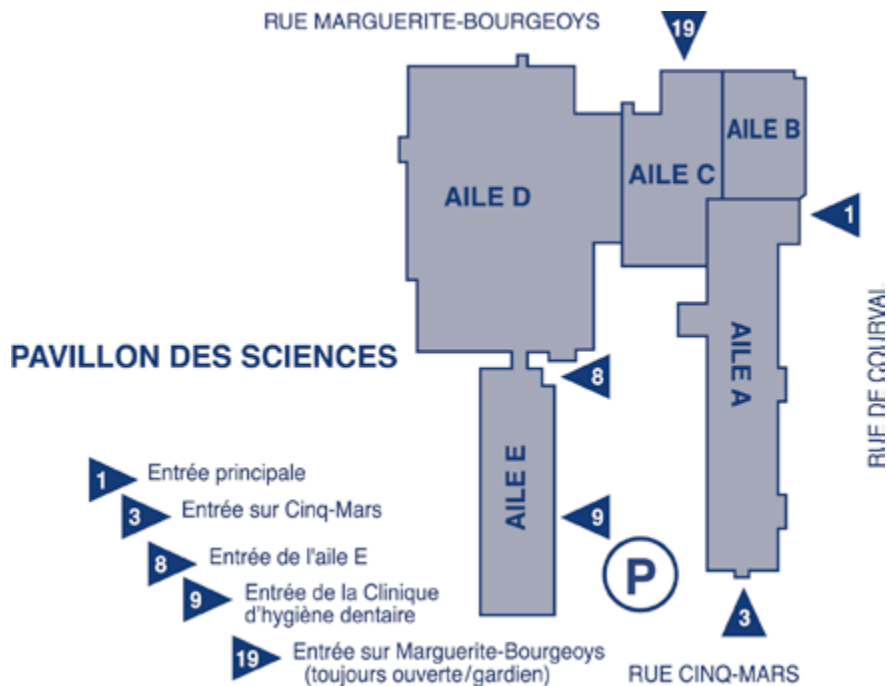 RUE MARGUERITE-BOURGEOYS
19
AILE B
AILE C
AILE D
1
RUE DE COURVAL
AILE A
PAVILLON DES SCIENCES
8
AILE E
9
P
3
RUE CINQ-MARS
1 Entrée principale
3 Entrée sur Cinq-Mars
8 Entrée de l'aile E
9 Entrée de la Clinique
d'hygiène dentaire
19 Entrée sur Marguerite-Bourgeoys
(toujours ouverte/gardien)